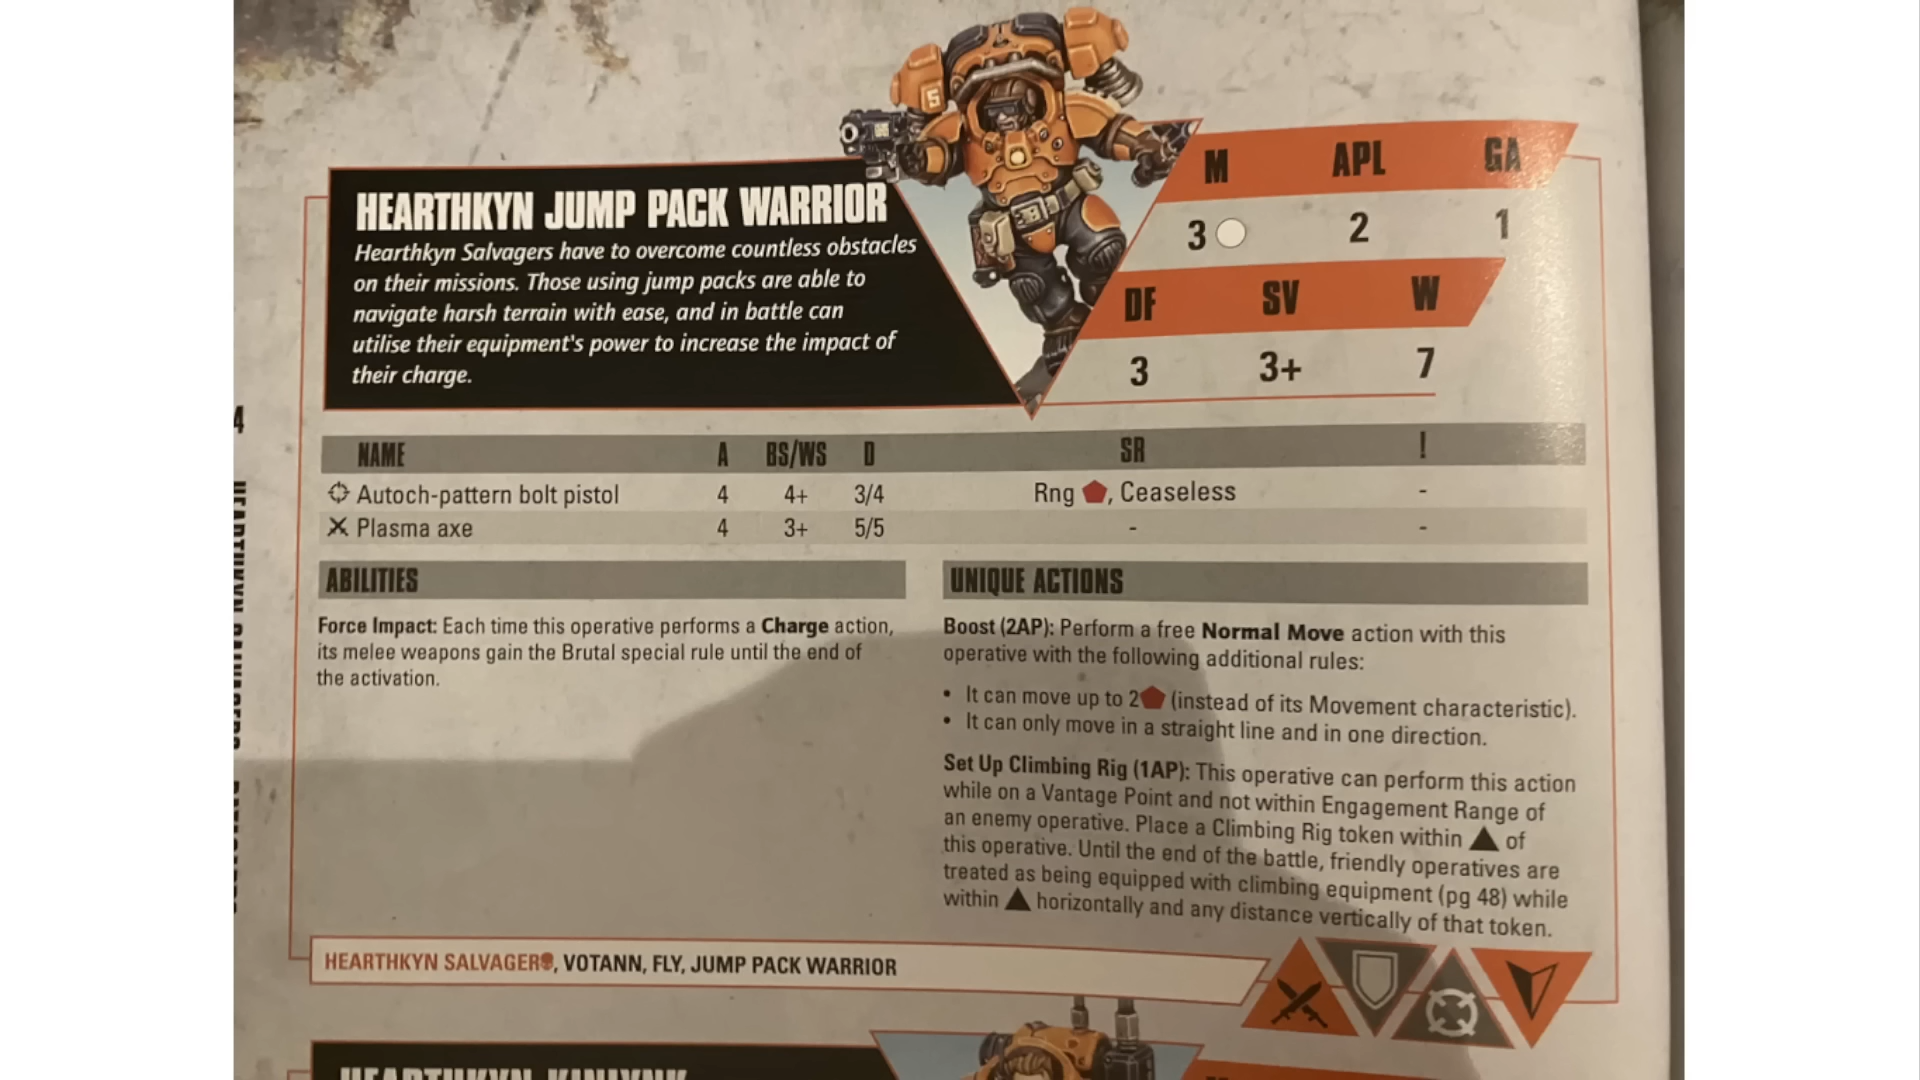 HEARTHKYN JUMP PACK WARRIOR
Hearthkyn Salvagers have to overcome countless obstacles
on their missions. Those using jump packs are able to
navigate harsh terrain with ease, and in battle can
utilise their equipment's power to increase the impact of
their charge.
M APL GA
3 2 1
DF SV W
3 3+ 7
NAME A BS/WS D SR !
Autoch-pattern bolt pistol 4 4+ 3/4 Rng , Ceaseless -
Plasma axe 4 3+ 5/5 - -
ABILITIES
Force Impact: Each time this operative performs a Charge action,
its melee weapons gain the Brutal special rule until the end of
the activation.
UNIQUE ACTIONS
Boost (2AP): Perform a free Normal Move action with this
operative with the following additional rules:
• It can move up to 2 (instead of its Movement characteristic).
• It can only move in a straight line and in one direction.
Set Up Climbing Rig (1AP): This operative can perform this action
while on a Vantage Point and not within Engagement Range of
an enemy operative. Place a Climbing Rig token within ▲ of
this operative. Until the end of the battle, friendly operatives are
treated as being equipped with climbing equipment (pg 48) while
within ▲ horizontally and any distance vertically of that token.
HEARTHKYN SALVAGER, VOTANN, FLY, JUMP PACK WARRIOR
4
5